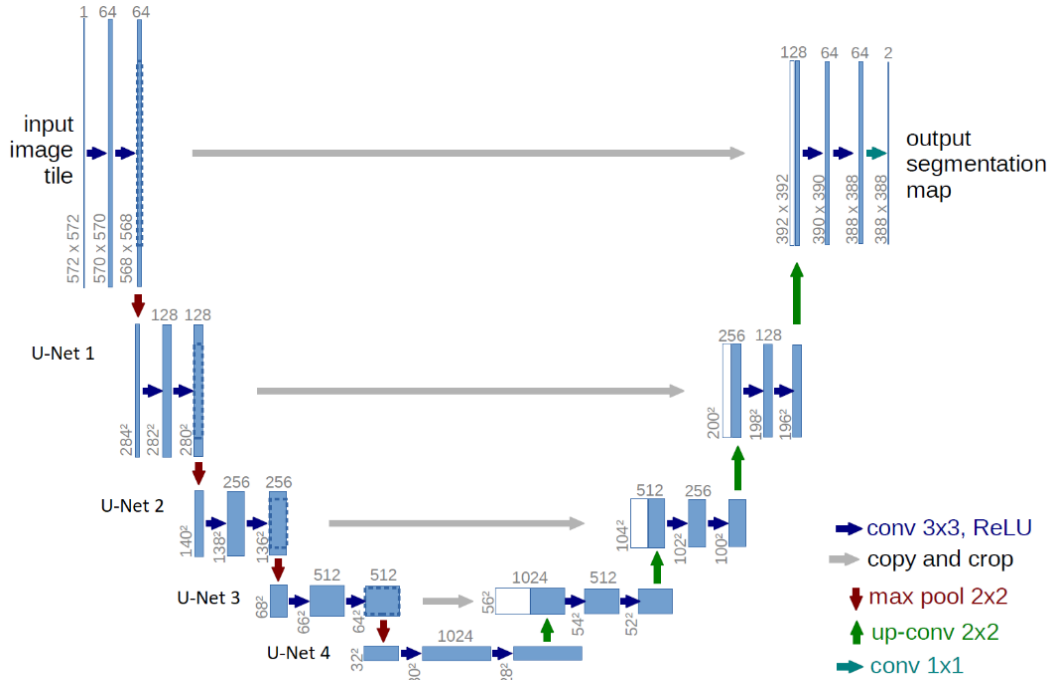 1 64 64
128 64 64 2
input
image
tile
output
segmentation
map
572 x 572
570 x 570
568 x 568
392 x 392
390 x 390
388 x 388
388 x 388
128 128
256 128
U-Net 1
284²
282²
280²
200²
198²
196²
256 256
512 256
U-Net 2
140²
138²
136²
104²
102²
100²
conv 3x3, ReLU
copy and crop
512 512
1024 512
U-Net 3
68²
66²
64²
56²
54²
52²
max pool 2x2
1024
U-Net 4
32²
up-conv 2x2
conv 1x1